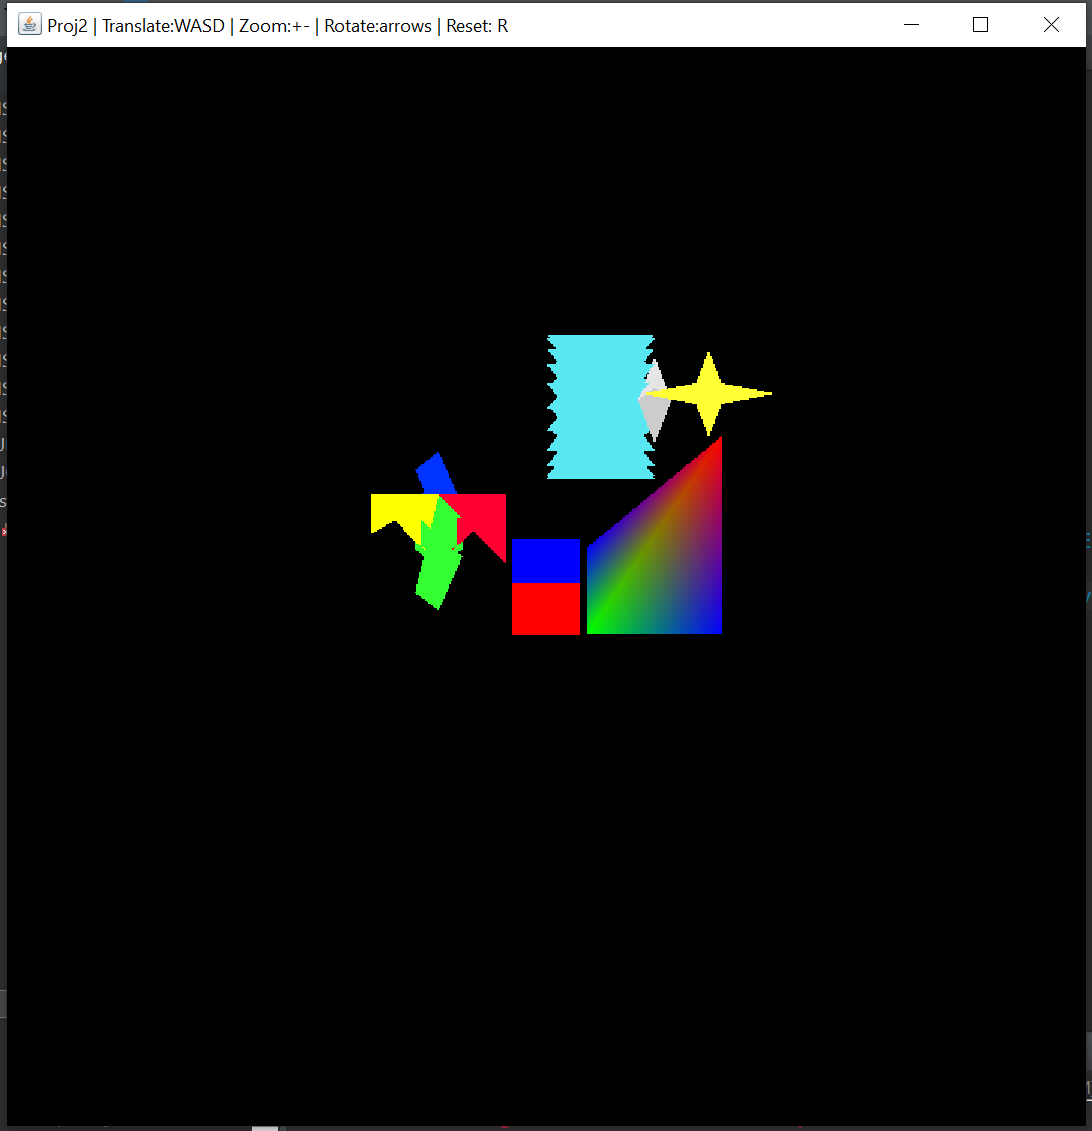 Proj2 | Translate:WASD | Zoom:+- | Rotate:arrows | Reset: R